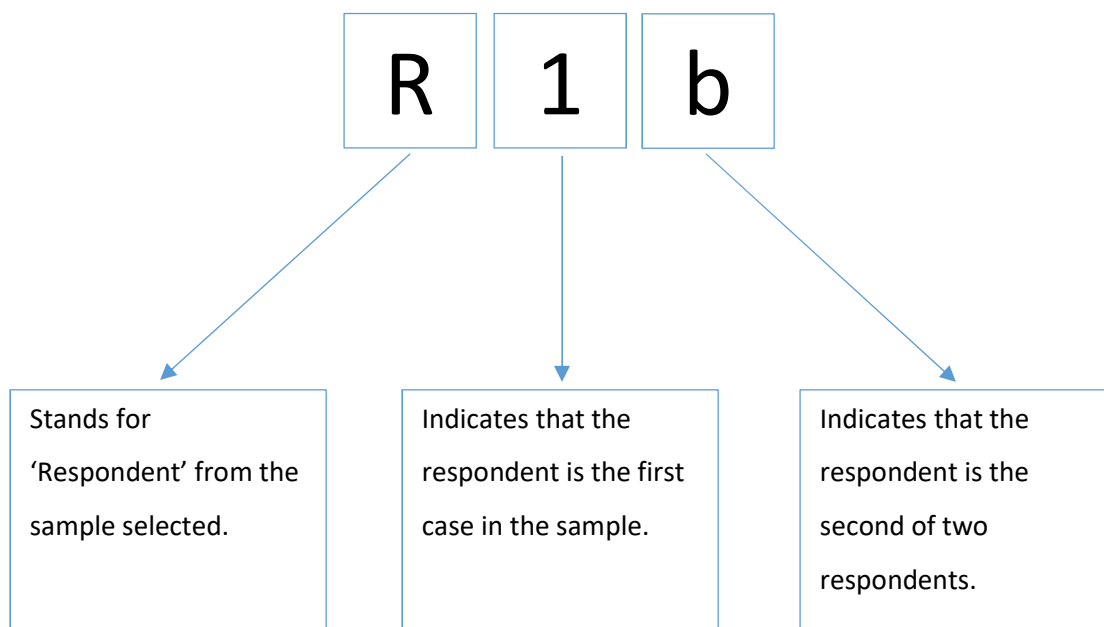 R 1 b
Stands for
‘Respondent’ from the
sample selected.
Indicates that the
respondent is the first
case in the sample.
Indicates that the
respondent is the
second of two
respondents.